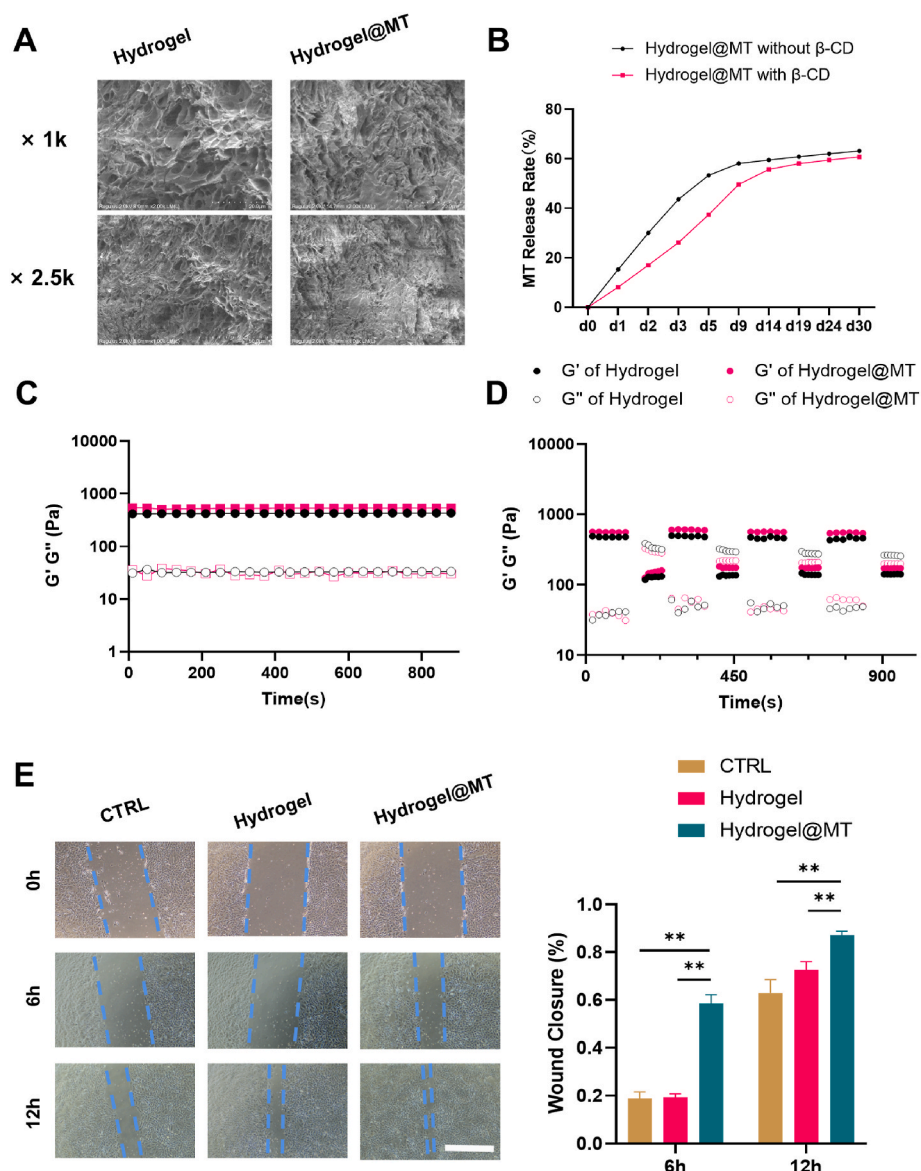 A
Hydrogel
Hydrogel@MT
× 1k
× 2.5k
B
Hydrogel@MT without β-CD
Hydrogel@MT with β-CD
MT Release Rate(%)
80
60
40
20
0
d0 d1 d2 d3 d5 d9 d14 d19 d24 d30
C
G' G'' (Pa)
10000
1000
100
10
1
0 200 400 600 800
Time(s)
G' of Hydrogel
G' of Hydrogel@MT
G'' of Hydrogel
G'' of Hydrogel@MT
D
G' G'' (Pa)
10000
1000
100
10
0 450 900
Time(s)
E
CTRL
Hydrogel
Hydrogel@MT
0h
6h
12h
CTRL
Hydrogel
Hydrogel@MT
Wound Closure (%)
1.0
0.8
0.6
0.4
0.2
0.0
**
**
**
**
6h 12h